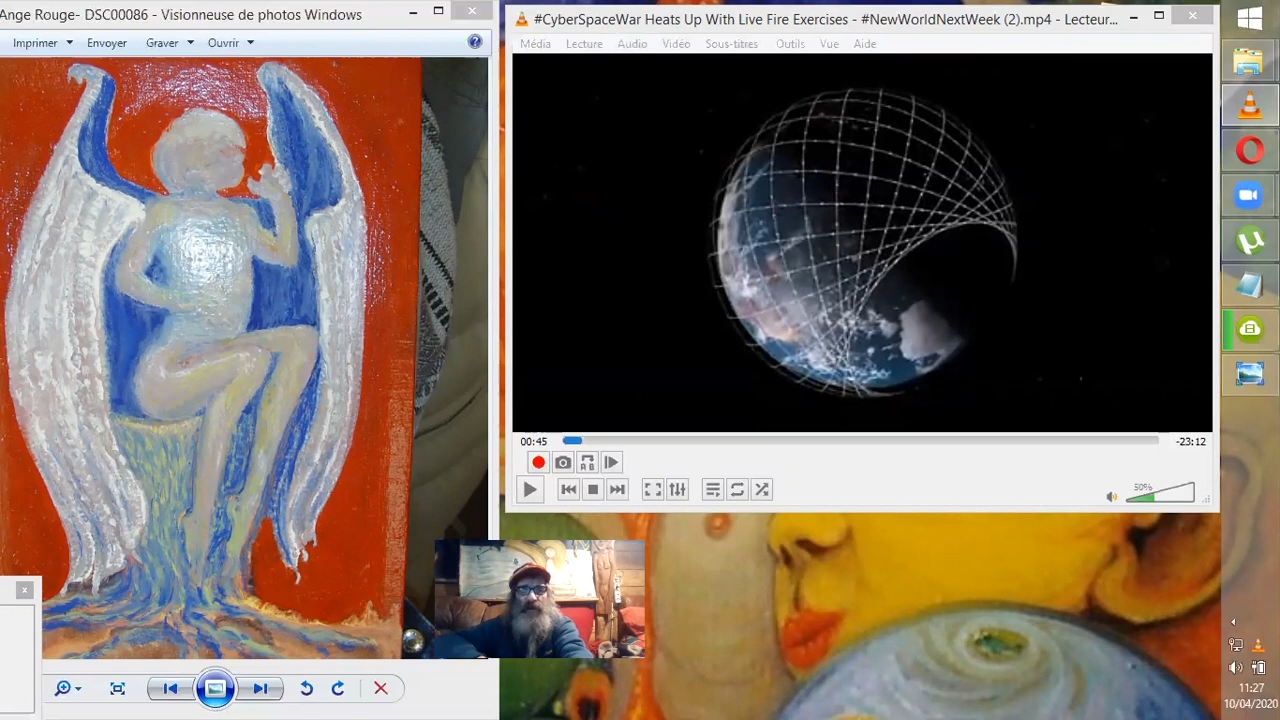 Ange Rouge- DSC00086 - Visionneuse de photos Windows
Imprimer Envoyer Graver Ouvrir
#CyberSpaceWar Heats Up With Live Fire Exercises - #NewWorldNextWeek (2).mp4 - Lecteur...
Média Lecture Audio Vidéo Sous-titres Outils Vue Aide
00:45 -23:12
50%
11:27
10/04/2020